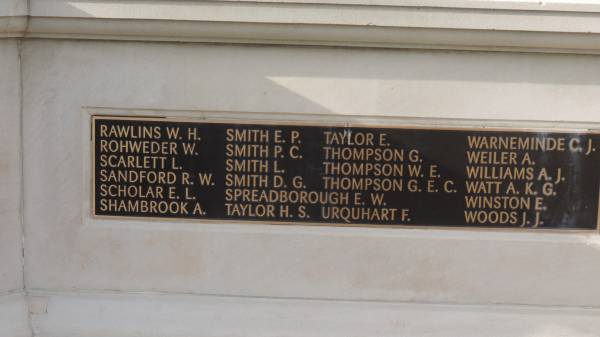 RAWLINS W. H. SMITH E. P. TAYLOR E. WARNEMINDE C. J.
ROHWEDER W. SMITH P. C. THOMPSON G. WEILER A.
SCARLETT L. SMITH L. THOMPSON W. E. WILLIAMS A. J.
SANDFORD R. W. SMITH D. G. THOMPSON G. E. C. WATT A. K. G.
SCHOLAR E. L. SPREADBOROUGH E. W. WINSTON E.
SHAMBROOK A. TAYLOR H. S. URQUHART F. WOODS J. J.